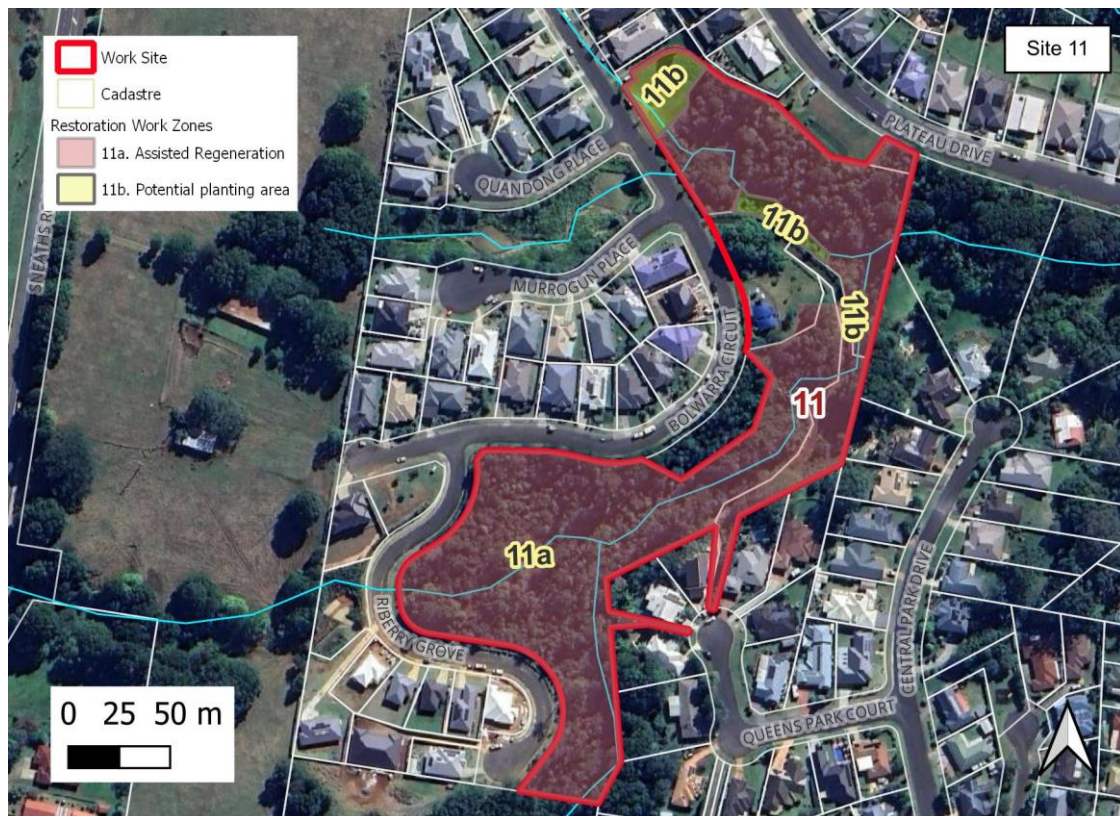 Work Site
Cadastre
Restoration Work Zones
11a. Assisted Regeneration
11b. Potential planting area
Site 11
11b
PLATEAU DRIVE
QUANDONG PLACE
11b
MURROGUN PLACE
11b
BOLWARRA CIRCUIT
11
11a
RIBERRY GROVE
CENTRAL PARK DRIVE
QUEENS PARK COURT
0 25 50 m